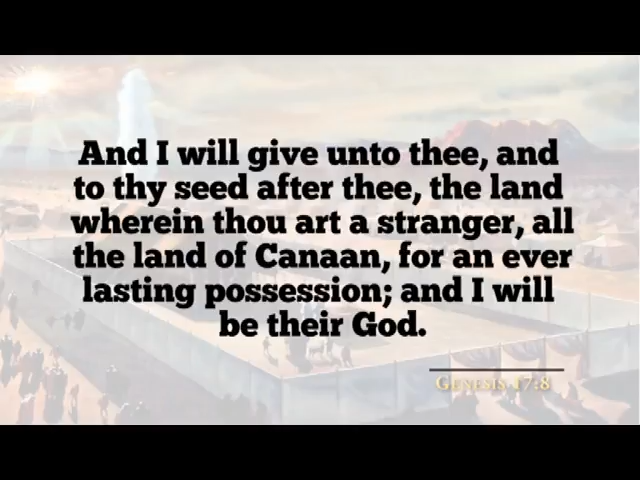 And I will give unto thee, and
to thy seed after thee, the land
wherein thou art a stranger, all
the land of Canaan, for an ever
lasting possession; and I will
be their God.
Genesis 17:8